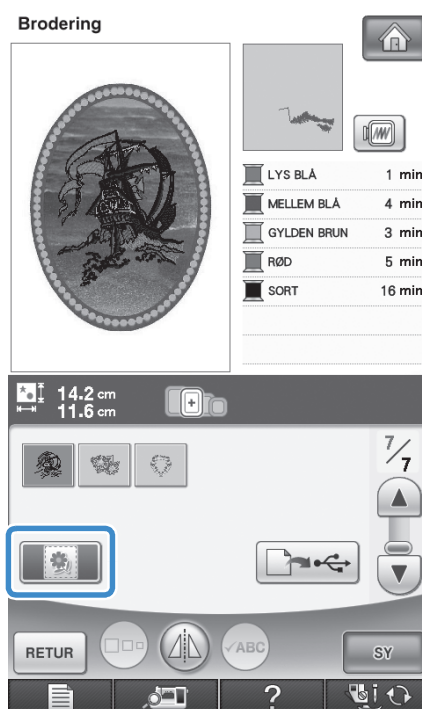 Brodering
LYS BLÅ 1 min
MELLEM BLÅ 4 min
GYLDEN BRUN 3 min
RØD 5 min
SORT 16 min
14.2 cm
11.6 cm
7/7
RETUR
ABC
SY
?